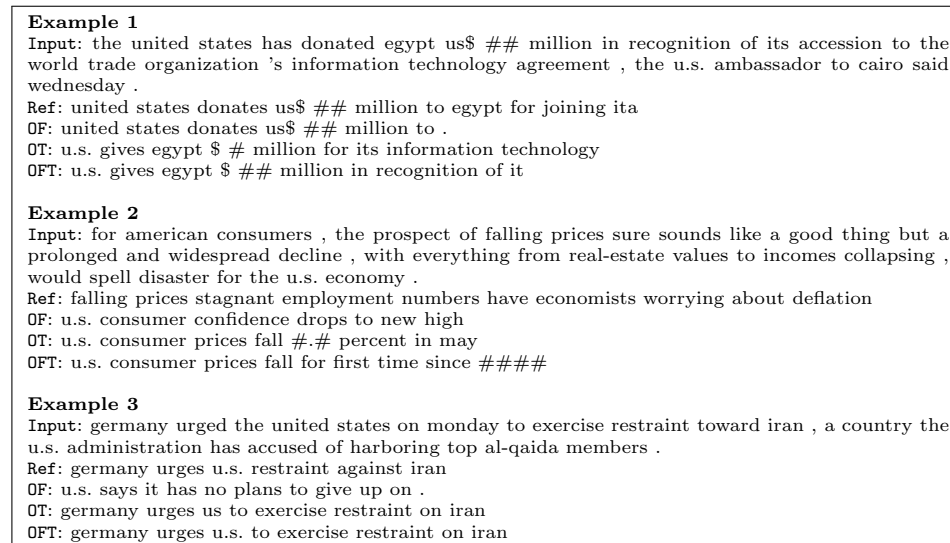 Example 1
Input: the united states has donated egypt us$ ## million in recognition of its accession to the
world trade organization 's information technology agreement , the u.s. ambassador to cairo said
wednesday .
Ref: united states donates us$ ## million to egypt for joining ita
OF: united states donates us$ ## million to .
OT: u.s. gives egypt $ # million for its information technology
OFT: u.s. gives egypt $ ## million in recognition of it
Example 2
Input: for american consumers , the prospect of falling prices sure sounds like a good thing but a
prolonged and widespread decline , with everything from real-estate values to incomes collapsing ,
would spell disaster for the u.s. economy .
Ref: falling prices stagnant employment numbers have economists worrying about deflation
OF: u.s. consumer confidence drops to new high
OT: u.s. consumer prices fall #.# percent in may
OFT: u.s. consumer prices fall for first time since ####
Example 3
Input: germany urged the united states on monday to exercise restraint toward iran , a country the
u.s. administration has accused of harboring top al-qaida members .
Ref: germany urges u.s. restraint against iran
OF: u.s. says it has no plans to give up on .
OT: germany urges us to exercise restraint on iran
OFT: germany urges u.s. to exercise restraint on iran